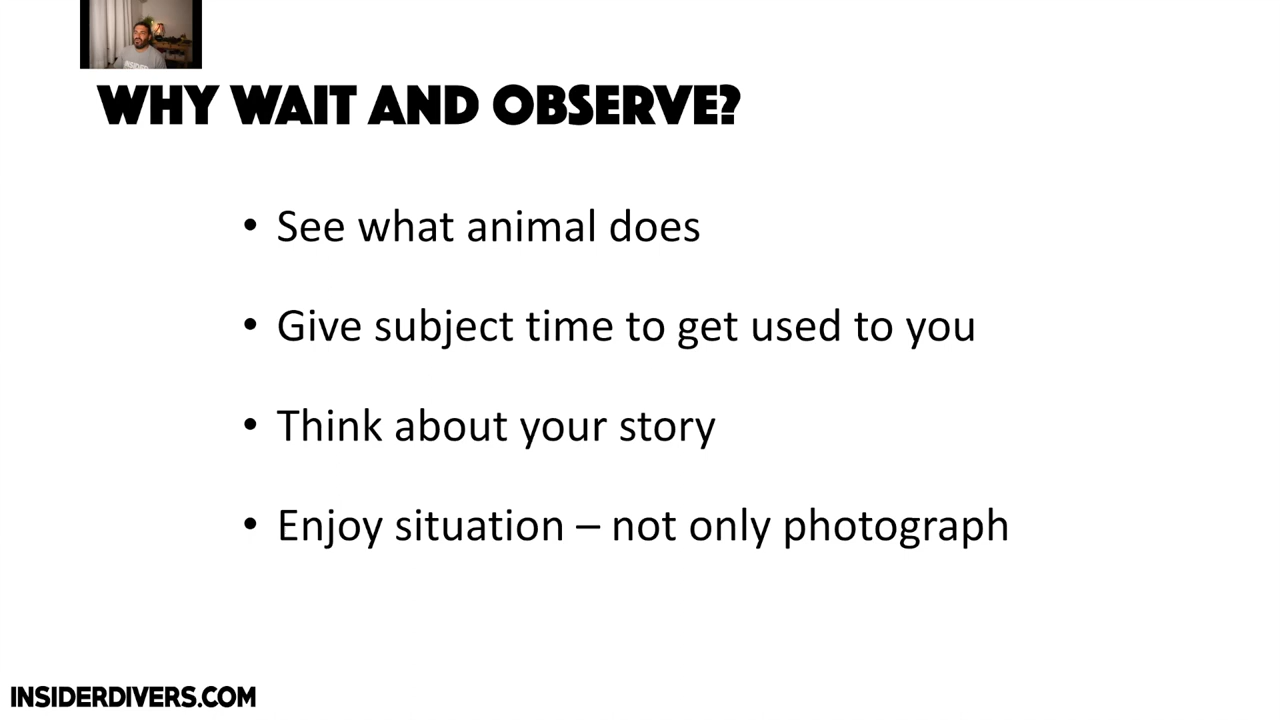 WHY WAIT AND OBSERVE?
• See what animal does
• Give subject time to get used to you
• Think about your story
• Enjoy situation – not only photograph
INSIDERDIVERS.COM